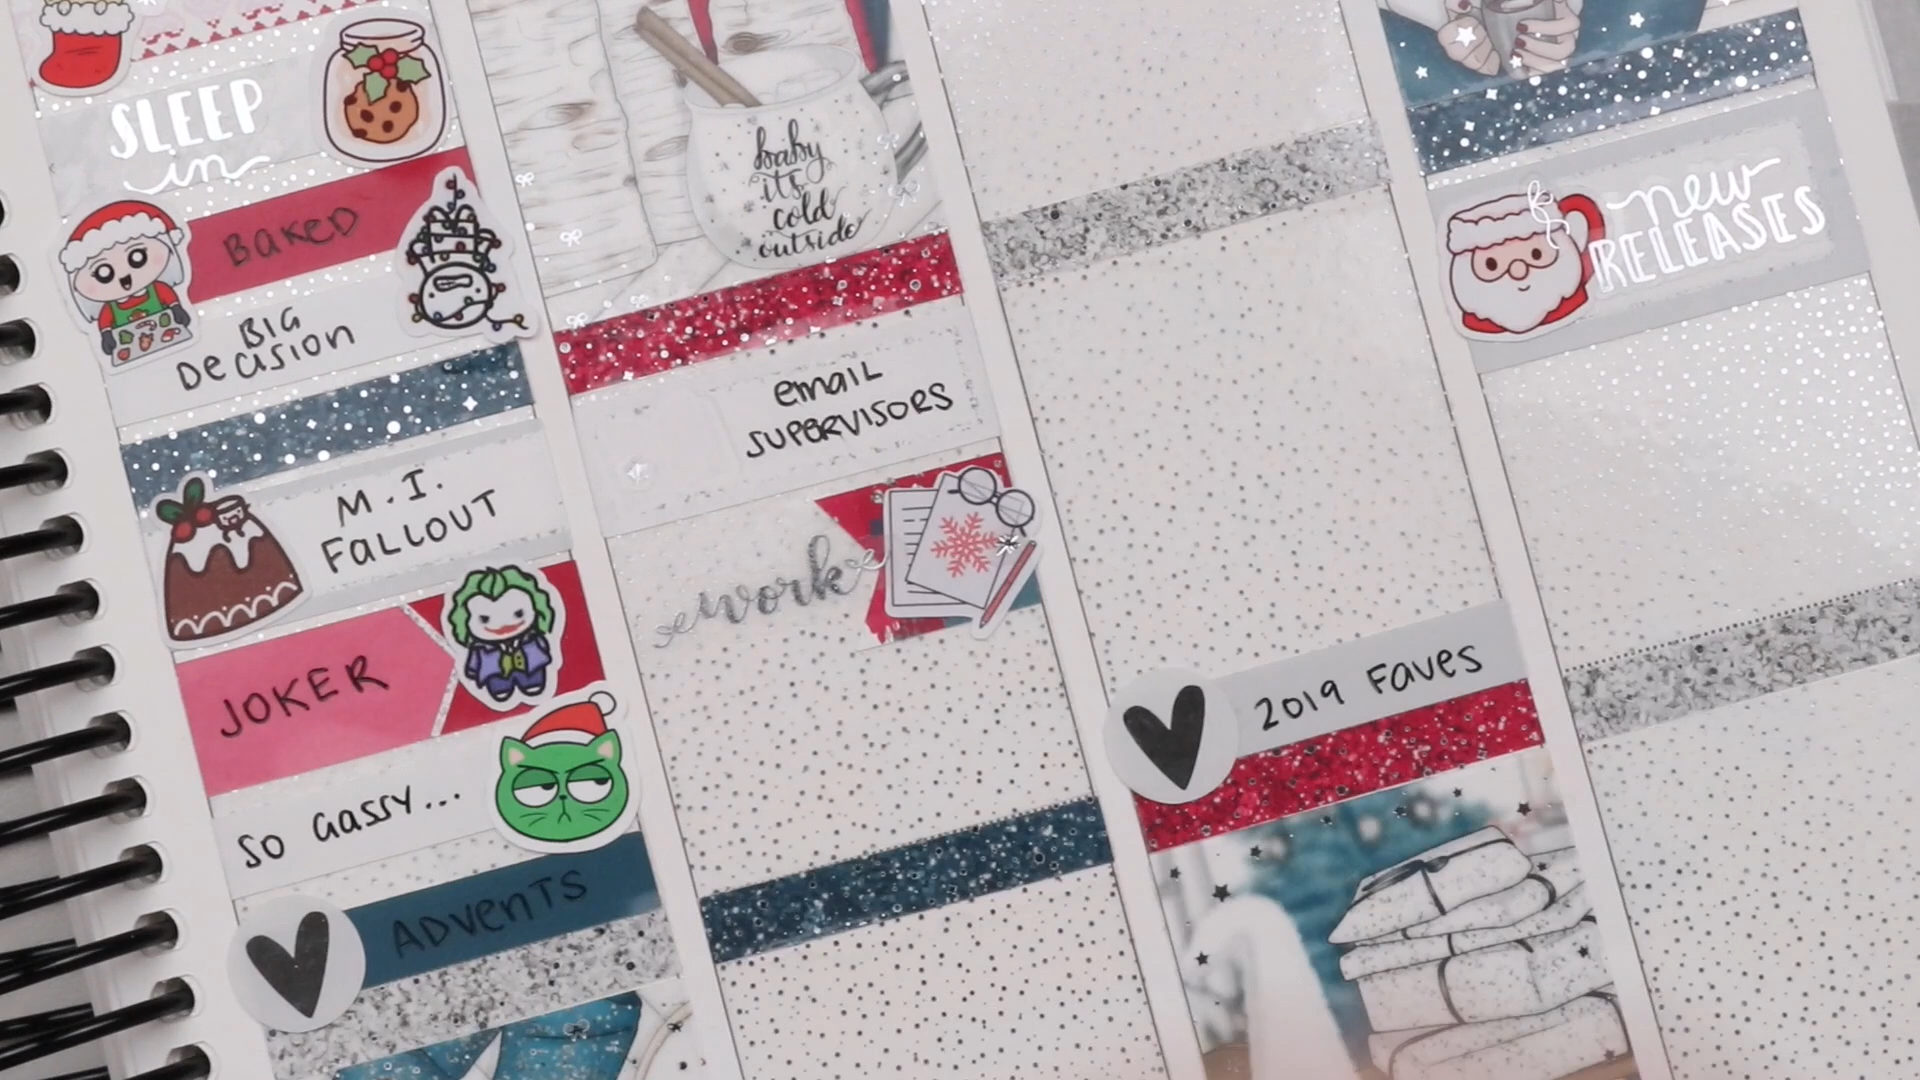 SLEEP
in
BAKED
BIG
DECISION
M.I.
FALLOUT
JOKER
SO GASSY...
ADVENTS
baby
it's
cold
outside
email
SUPERVISORS
work
2019 FAVES
new
RELEASES